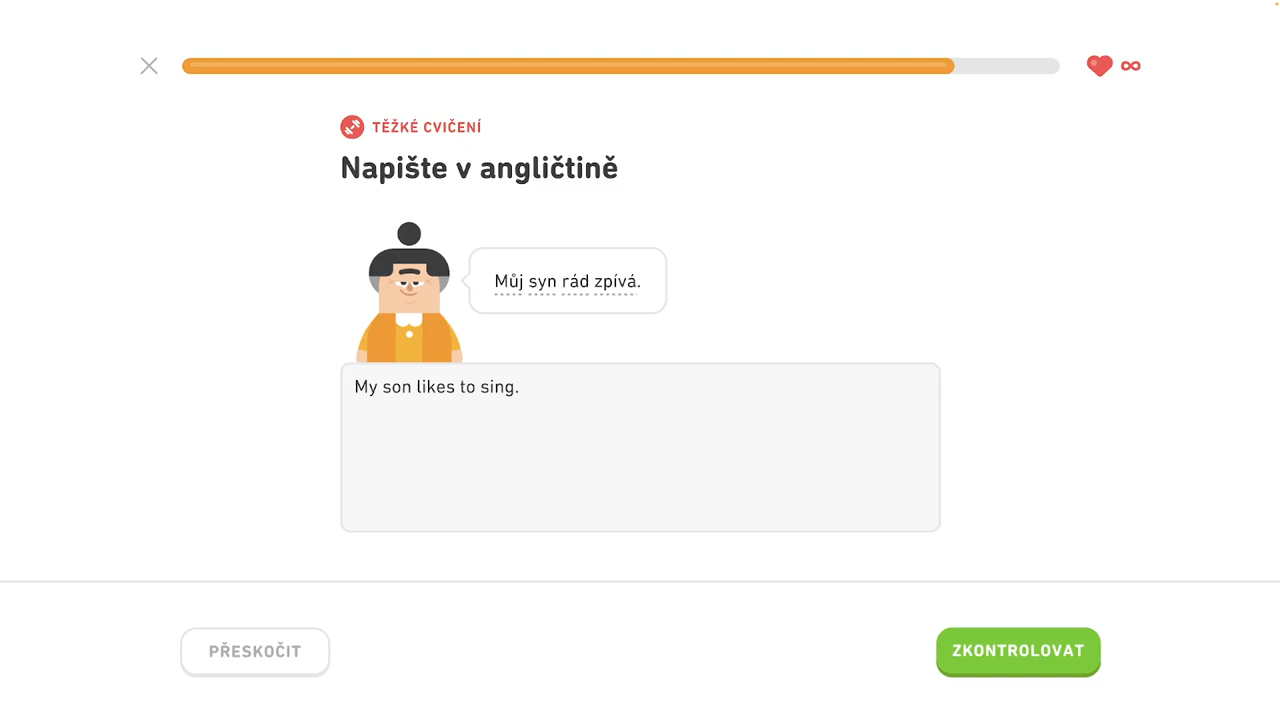 TĚŽKÉ CVIČENÍ
Napište v angličtině
Můj syn rád zpívá.
My son likes to sing.
PŘESKOČIT
ZKONTROLOVAT